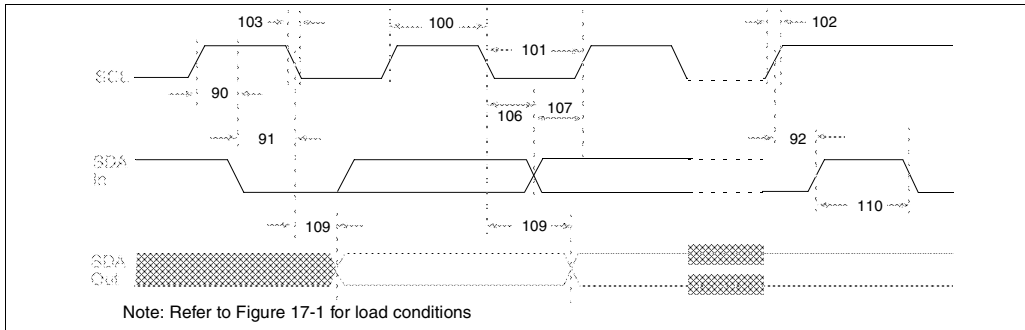 103
100
102
101
SCL
90
106
107
91
92
SDA
In
110
109
109
SDA
Out
Note: Refer to Figure 17-1 for load conditions